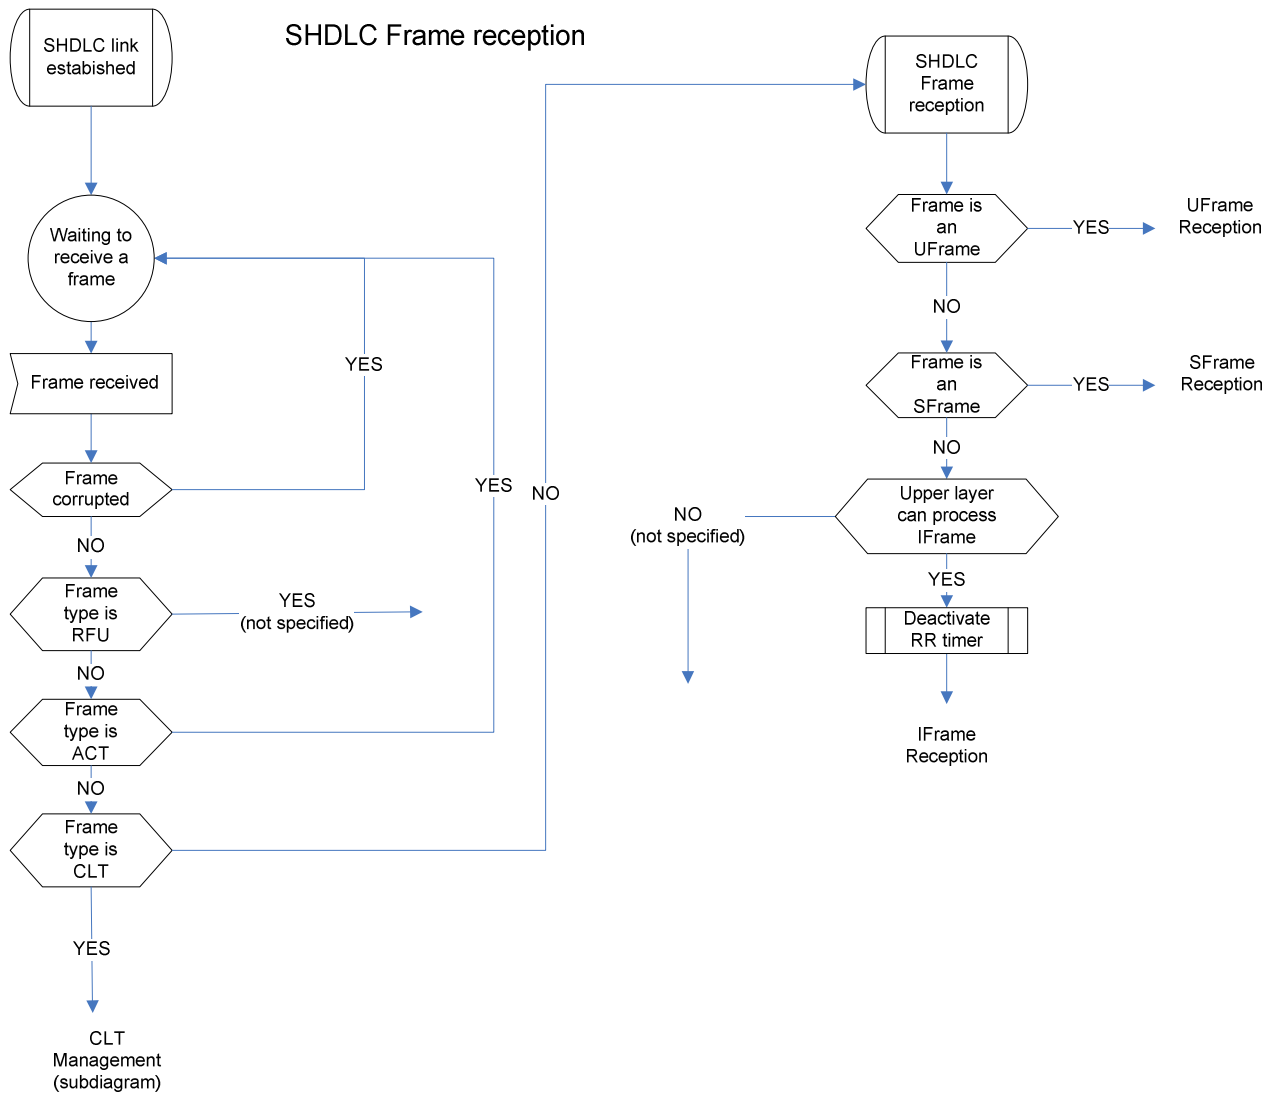 SHDLC Frame reception
SHDLC link
estabished
Waiting to
receive a
frame
Frame received
YES
Frame
corrupted
NO
Frame
type is
RFU
YES
(not specified)
NO
Frame
type is
ACT
YES
NO
Frame
type is
CLT
NO
YES
CLT
Management
(subdiagram)
SHDLC
Frame
reception
Frame is
an
UFrame
YES
UFrame
Reception
NO
Frame is
an
SFrame
YES
SFrame
Reception
NO
Upper layer
can process
IFrame
NO
(not specified)
YES
Deactivate
RR timer
IFrame
Reception